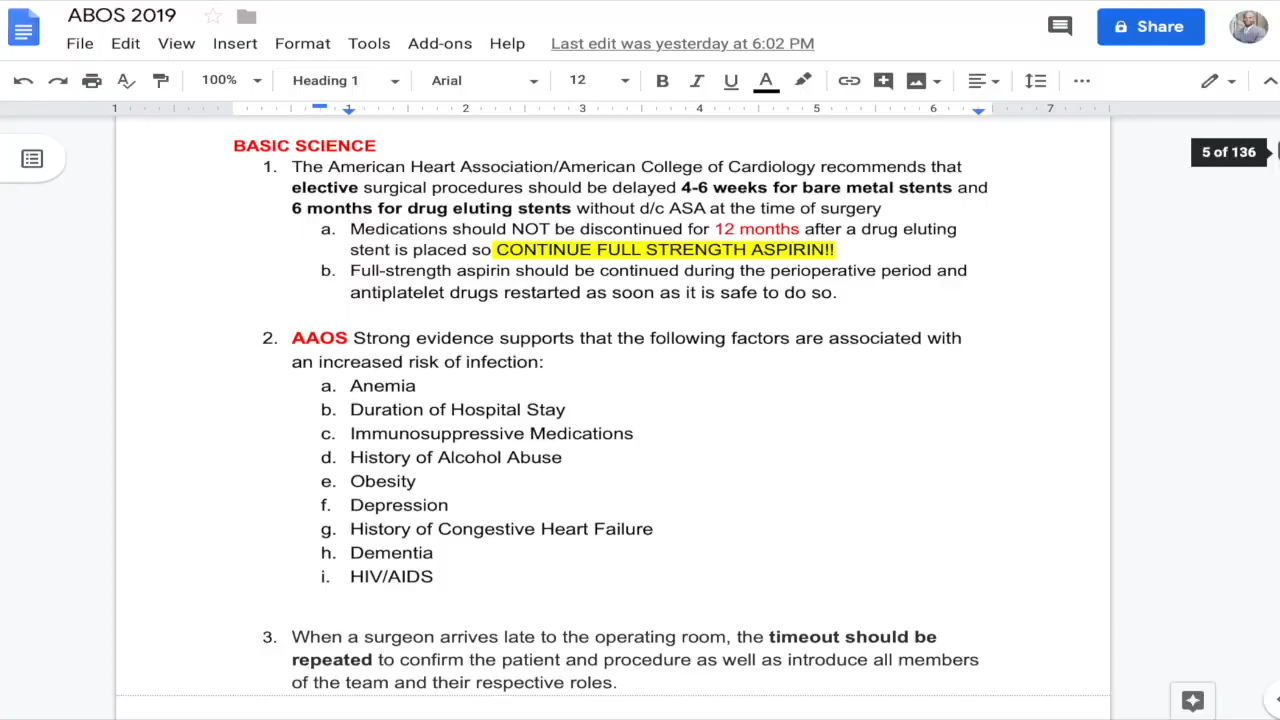 ABOS 2019
File Edit View Insert Format Tools Add-ons Help Last edit was yesterday at 6:02 PM
Share
100% Heading 1 Arial 12 B I U A
1 1 2 3 4 5 6 7
5 of 136
BASIC SCIENCE
1. The American Heart Association/American College of Cardiology recommends that
elective surgical procedures should be delayed 4-6 weeks for bare metal stents and
6 months for drug eluting stents without d/c ASA at the time of surgery
a. Medications should NOT be discontinued for 12 months after a drug eluting
stent is placed so CONTINUE FULL STRENGTH ASPIRIN!!
b. Full-strength aspirin should be continued during the perioperative period and
antiplatelet drugs restarted as soon as it is safe to do so.
2. AAOS Strong evidence supports that the following factors are associated with
an increased risk of infection:
a. Anemia
b. Duration of Hospital Stay
c. Immunosuppressive Medications
d. History of Alcohol Abuse
e. Obesity
f. Depression
g. History of Congestive Heart Failure
h. Dementia
i. HIV/AIDS
3. When a surgeon arrives late to the operating room, the timeout should be
repeated to confirm the patient and procedure as well as introduce all members
of the team and their respective roles.